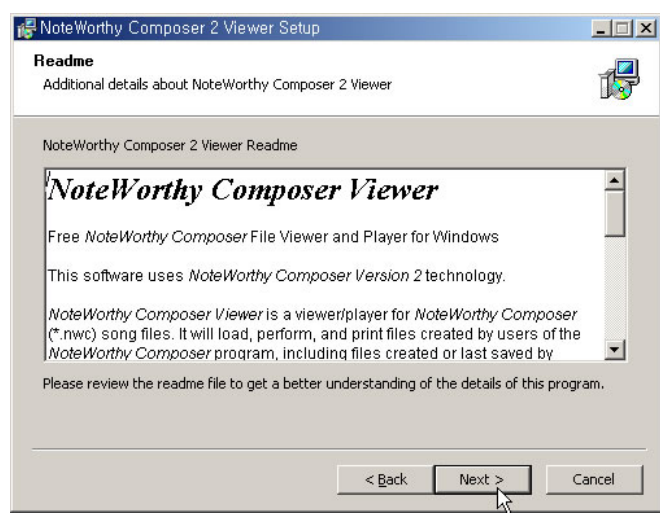 NoteWorthy Composer 2 Viewer Setup
Readme
Additional details about NoteWorthy Composer 2 Viewer
NoteWorthy Composer 2 Viewer Readme
NoteWorthy Composer Viewer
Free NoteWorthy Composer File Viewer and Player for Windows
This software uses NoteWorthy Composer Version 2 technology.
NoteWorthy Composer Viewer is a viewer/player for NoteWorthy Composer
(*.nwc) song files. It will load, perform, and print files created by users of the
NoteWorthy Composer program, including files created or last saved by
Please review the readme file to get a better understanding of the details of this program.
< Back Next > Cancel